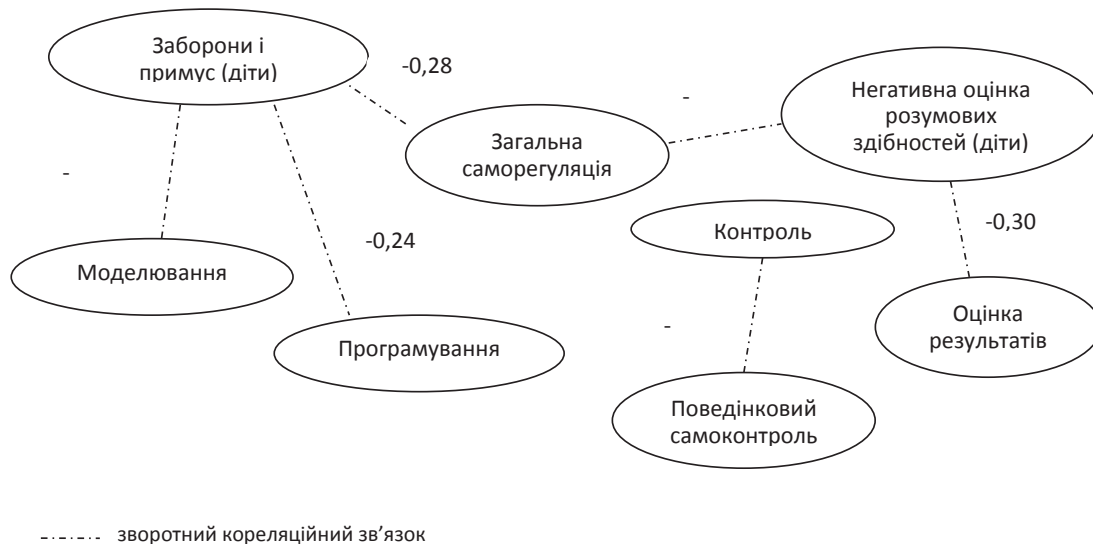 Заборони і
примус (діти)
-0,28
-
Негативна оцінка
розумових
здібностей (діти)
Загальна
саморегуляція
-
-0,24
Контроль
-0,30
Моделювання
-
Програмування
Оцінка
результатів
Поведінковий
самоконтроль
зворотний кореляційний зв'язок